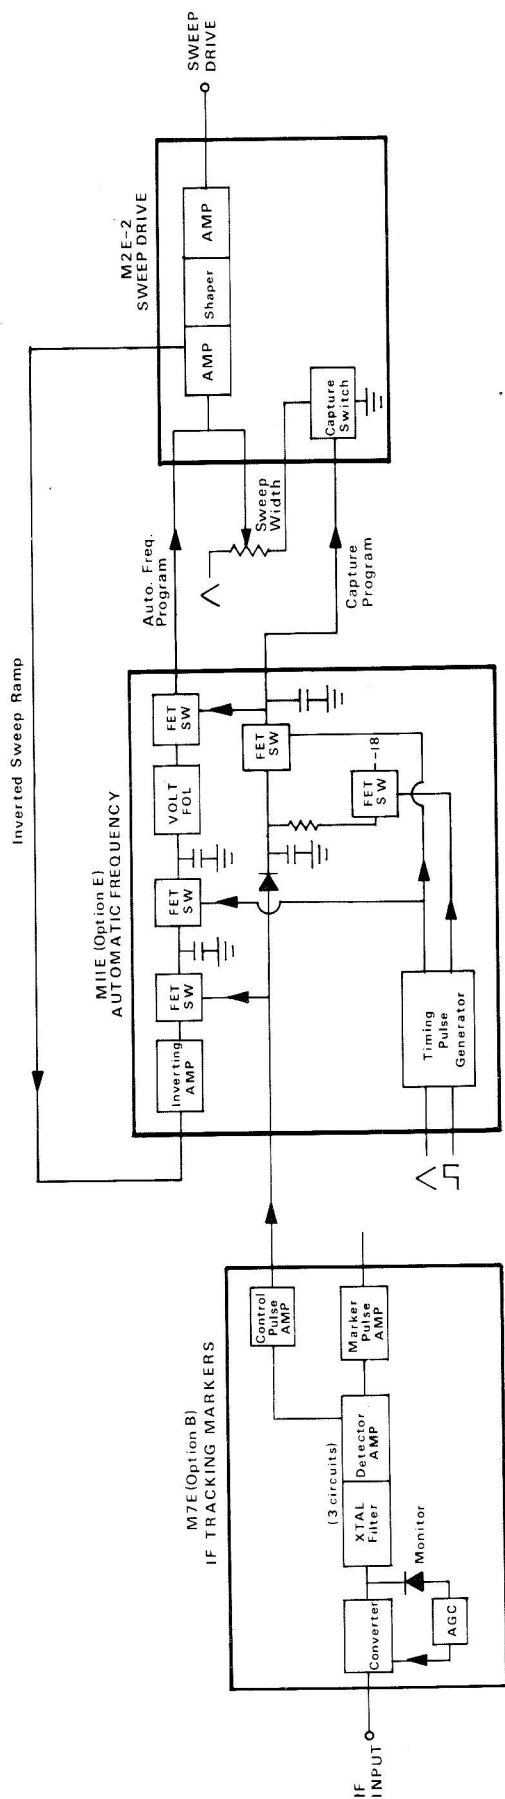 IF
INPUT
M7E (Option B)
IF TRACKING MARKERS
Converter
AGC
Monitor
(3 circuits)
XTAL
Filter
Detector
AMP
Control
Pulse
AMP
Marker
Pulse
AMP
Inverted Sweep Ramp
M11E (Option E)
AUTOMATIC FREQUENCY
Inverting
AMP
FET
SW
FET
SW
VOLT
FOL
FET
SW
FET
SW
FET
SW
-18
Timing
Pulse
Generator
Auto. Freq.
Program
Sweep
Width
Capture
Program
M2E-2
SWEEP DRIVE
AMP
Shaper
AMP
Capture
Switch
SWEEP
DRIVE